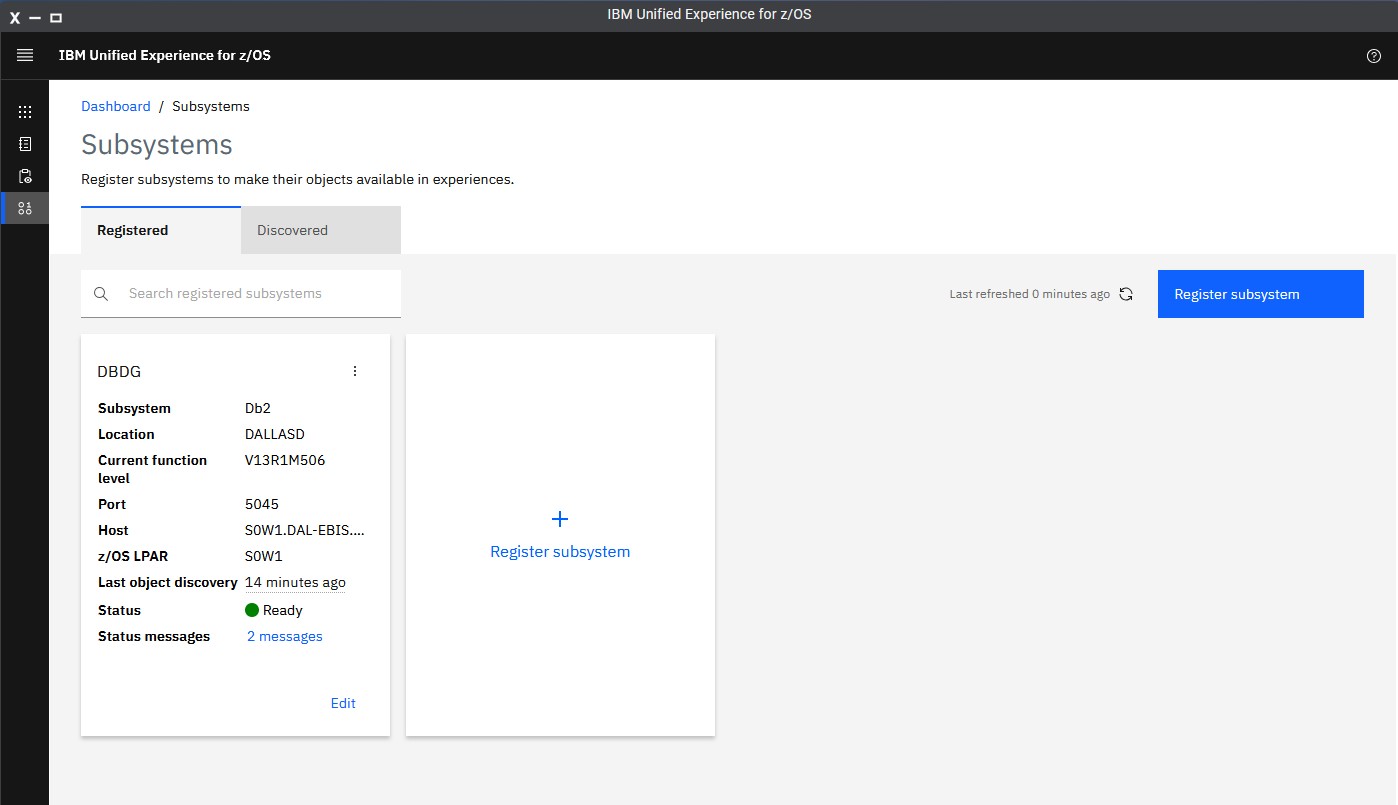 X
IBM Unified Experience for z/OS
IBM Unified Experience for z/OS
Dashboard / Subsystems
Subsystems
Register subsystems to make their objects available in experiences.
Registered
Discovered
Search registered subsystems
Last refreshed 0 minutes ago
Register subsystem
DBDG
Subsystem Db2
Location DALLASD
Current function level V13R1M506
Port 5045
Host S0W1.DAL-EBIS....
z/OS LPAR S0W1
Last object discovery 14 minutes ago
Status Ready
Status messages 2 messages
Edit
+
Register subsystem